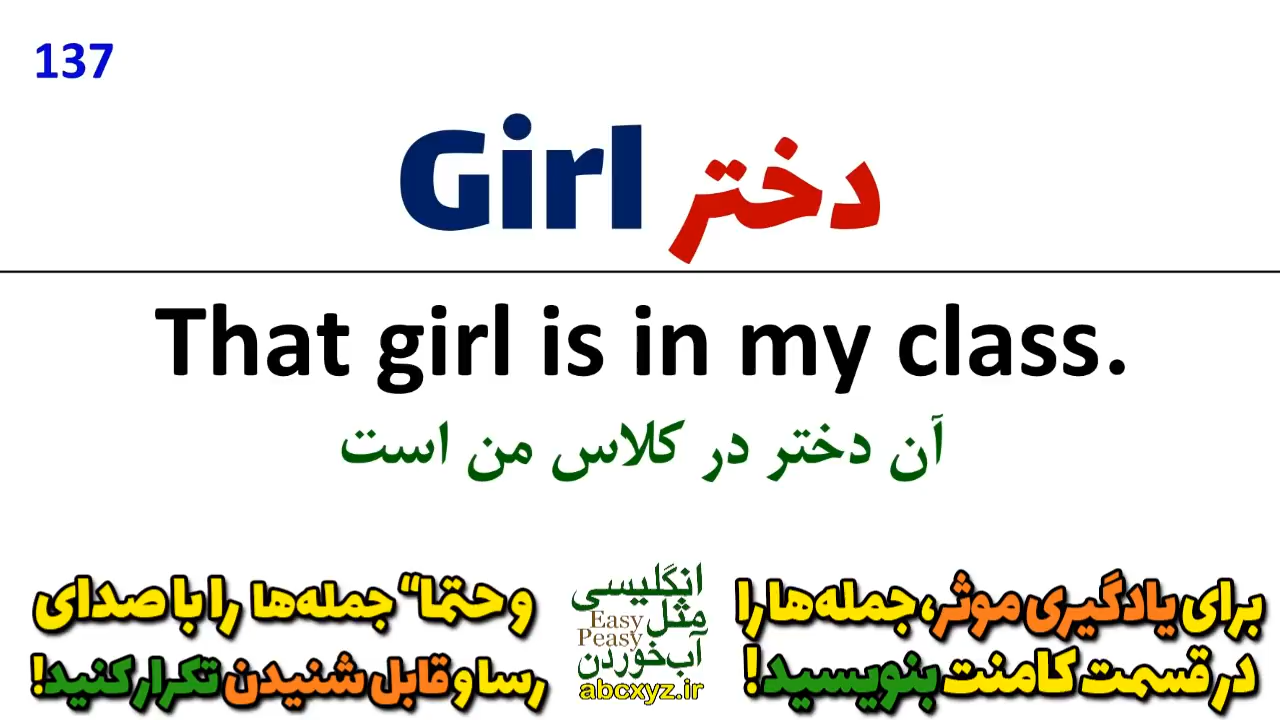 137
Girl دختر
That girl is in my class.
آن دختر در کلاس من است
برای یادگیری موثر، جمله‌ها را
در قسمت کامنت بنویسید!
انگلیسی
مثل Easy
Peasy
آب خوردن
abcxyz.ir
و حتما“ جمله‌ها را با صدای
رسا و قابل شنیدن تکرار کنید!